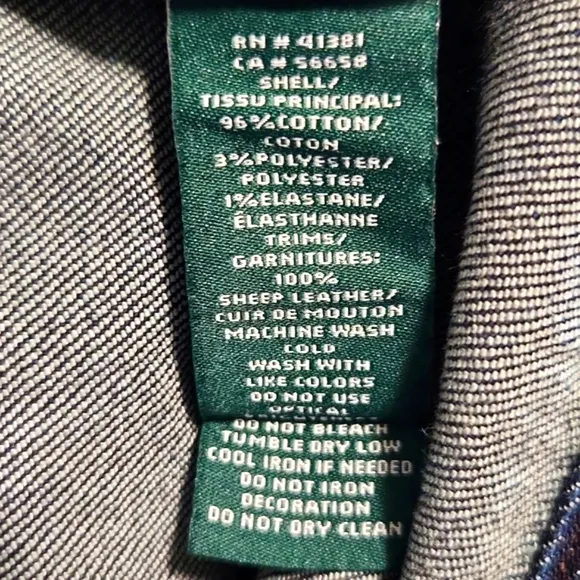 RN # 41381
CA # 56658
SHELL/
TISSU PRINCIPAL:
96%COTTON/
COTON
3%POLYESTER/
POLYESTER
1%ELASTANE/
ÉLASTHANNE
TRIMS/
GARNITURES:
100%
SHEEP LEATHER/
CUIR DE MOUTON
MACHINE WASH
COLD
WASH WITH
LIKE COLORS
DO NOT USE
OPTICAL
DO NOT BLEACH
TUMBLE DRY LOW
COOL IRON IF NEEDED
DO NOT IRON
DECORATION
DO NOT DRY CLEAN